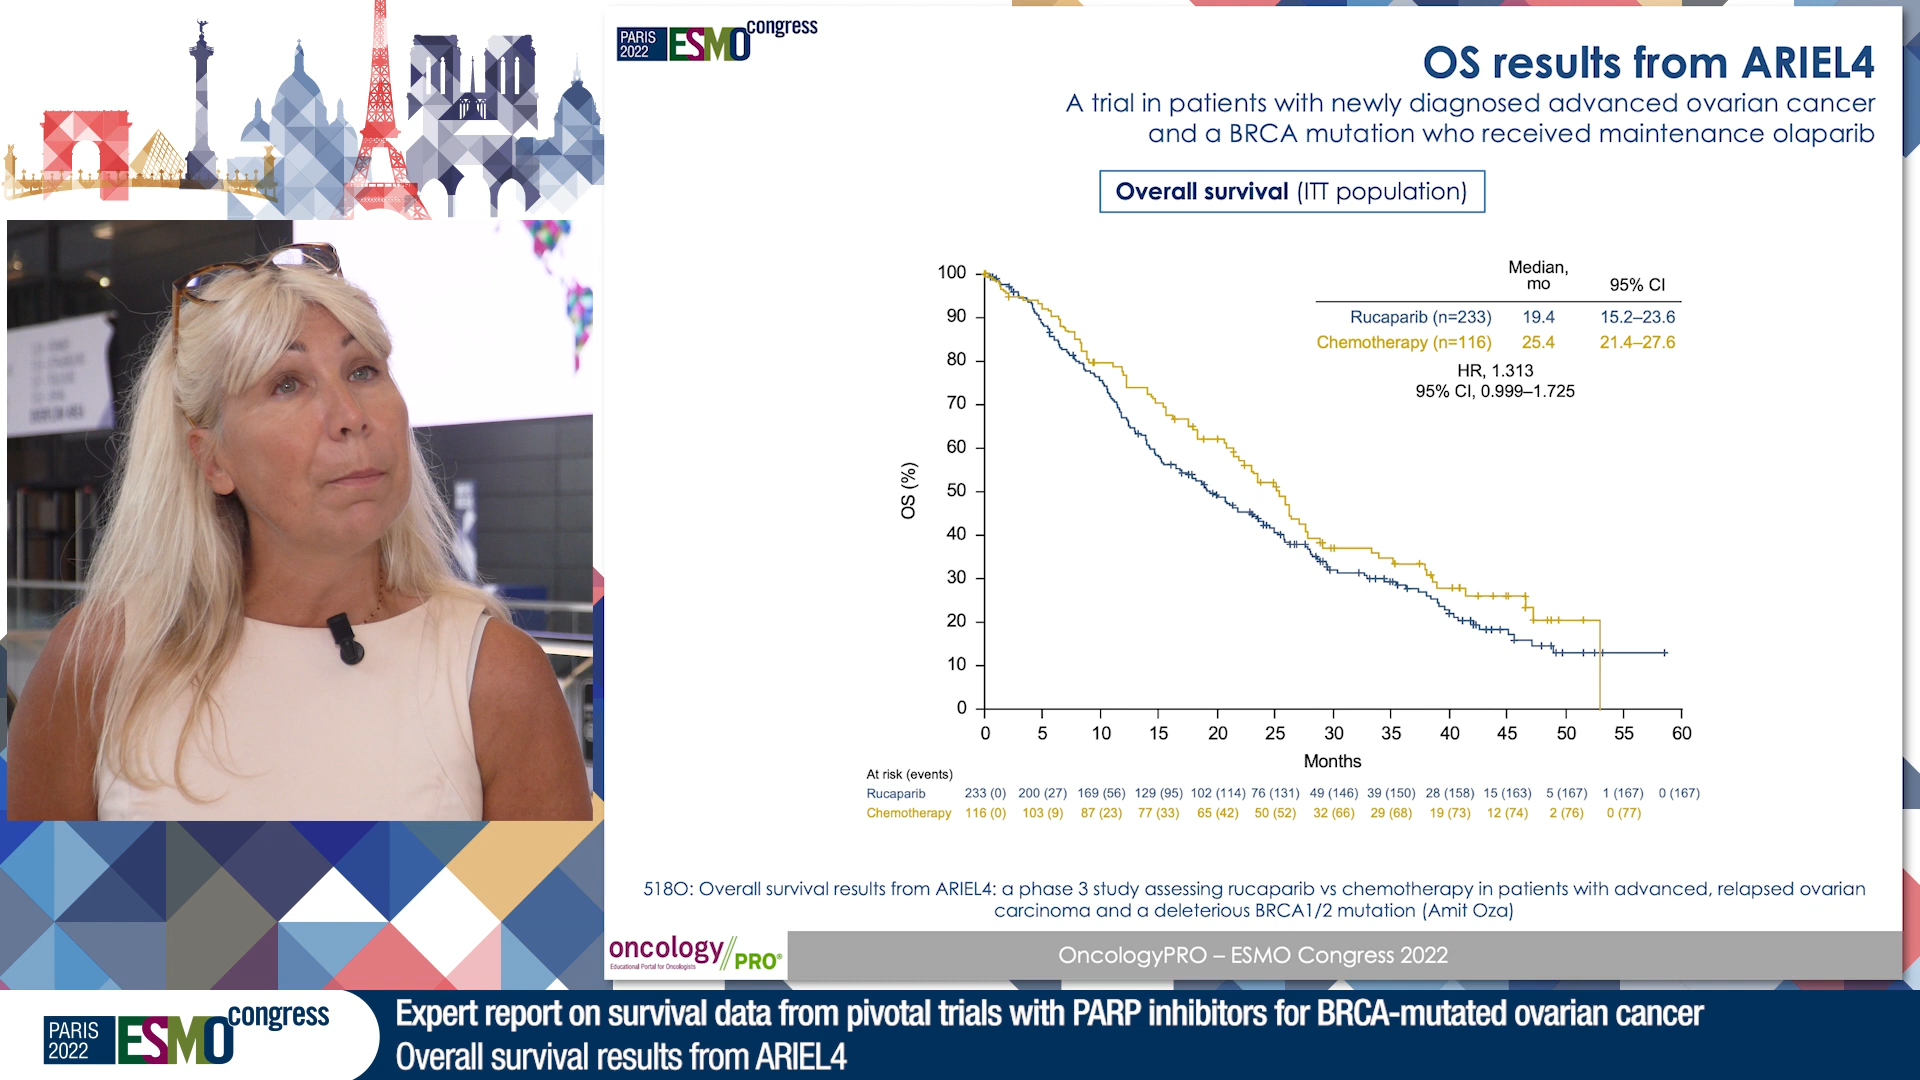 PARIS
2022
ESMO
congress
OS results from ARIEL4
A trial in patients with newly diagnosed advanced ovarian cancer
and a BRCA mutation who received maintenance olaparib
Overall survival (ITT population)
Median,
mo
95% CI
Rucaparib (n=233) 19.4 15.2–23.6
Chemotherapy (n=116) 25.4 21.4–27.6
HR, 1.313
95% CI, 0.999–1.725
OS (%)
100
90
80
70
60
50
40
30
20
10
0
0 5 10 15 20 25 30 35 40 45 50 55 60
Months
At risk (events)
Rucaparib 233 (0) 200 (27) 169 (56) 129 (95) 102 (114) 76 (131) 49 (146) 39 (150) 28 (158) 15 (163) 5 (167) 1 (167) 0 (167)
Chemotherapy 116 (0) 103 (9) 87 (23) 77 (33) 65 (42) 50 (52) 32 (66) 29 (68) 19 (73) 12 (74) 2 (76) 0 (77)
518O: Overall survival results from ARIEL4: a phase 3 study assessing rucaparib vs chemotherapy in patients with advanced, relapsed ovarian
carcinoma and a deleterious BRCA1/2 mutation (Amit Oza)
oncology//PRO®
Educational Portal for Oncologists
OncologyPRO – ESMO Congress 2022
PARIS
2022
ESMO
congress
Expert report on survival data from pivotal trials with PARP inhibitors for BRCA-mutated ovarian cancer
Overall survival results from ARIEL4